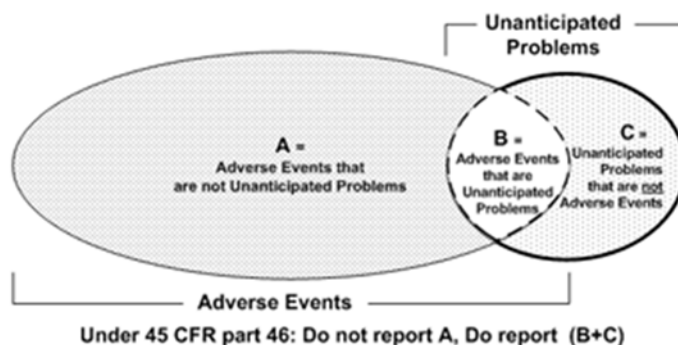 Unanticipated
Problems
A =
Adverse Events that
are not Unanticipated Problems
B =
Adverse Events
that are
Unanticipated
Problems
C =
Unanticipated
Problems
that are not
Adverse Events
Adverse Events
Under 45 CFR part 46: Do not report A, Do report (B+C)